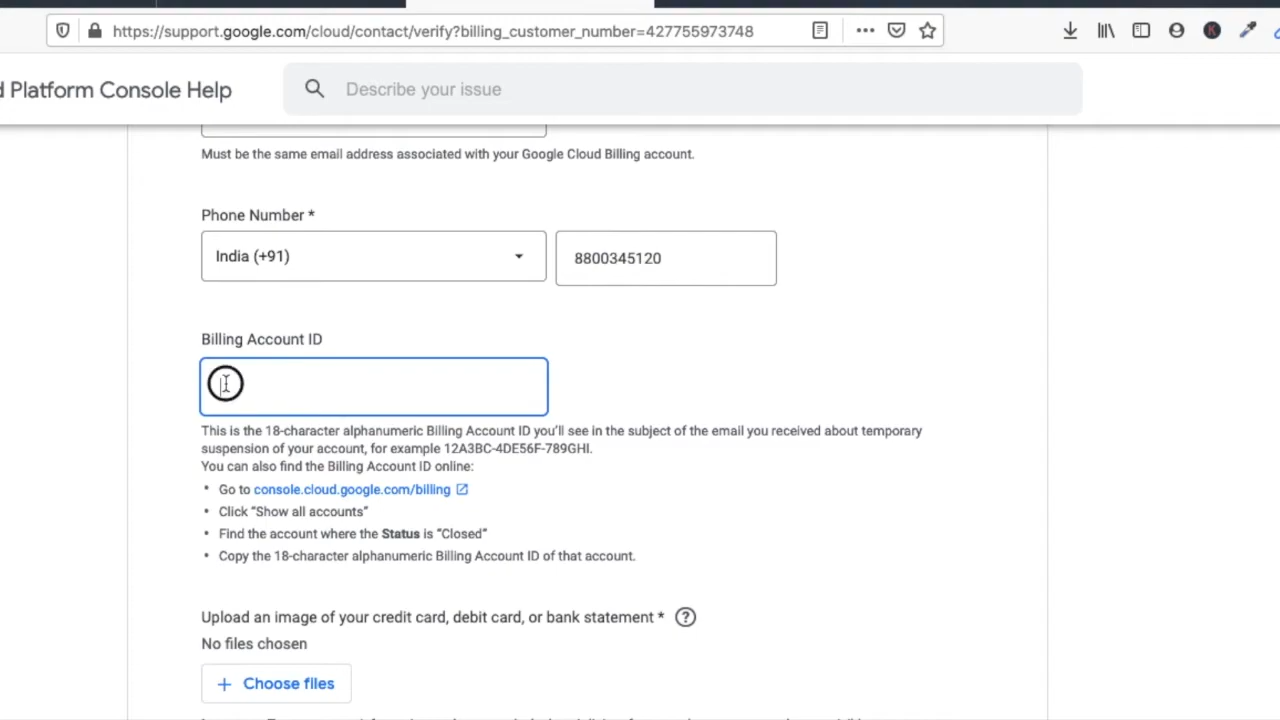 https://support.google.com/cloud/contact/verify?billing_customer_number=427755973748
d Platform Console Help
Describe your issue
Must be the same email address associated with your Google Cloud Billing account.
Phone Number *
India (+91)
8800345120
Billing Account ID
This is the 18-character alphanumeric Billing Account ID you'll see in the subject of the email you received about temporary
suspension of your account, for example 12A3BC-4DE56F-789GHI.
You can also find the Billing Account ID online:
• Go to console.cloud.google.com/billing
• Click “Show all accounts”
• Find the account where the Status is “Closed”
• Copy the 18-character alphanumeric Billing Account ID of that account.
Upload an image of your credit card, debit card, or bank statement * ?
No files chosen
+ Choose files